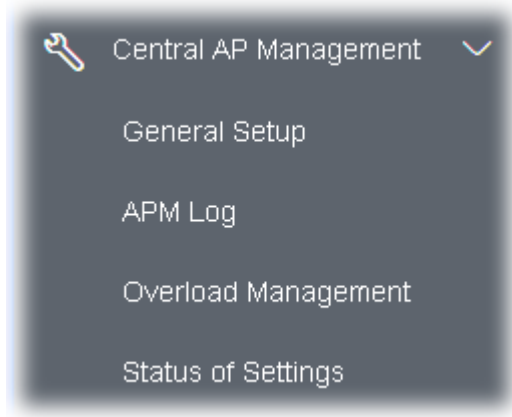 Central AP Management
General Setup
APM Log
Overload Management
Status of Settings